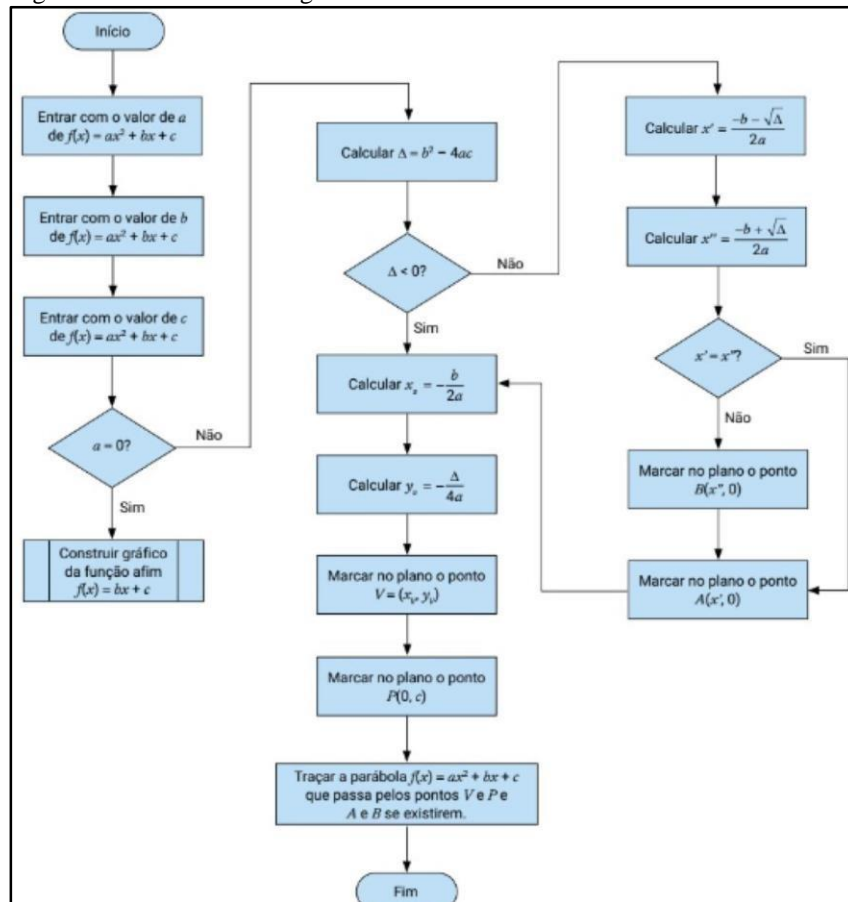 Início
Entrar com o valor de a
de f(x) = ax² + bx + c
Entrar com o valor de b
de f(x) = ax² + bx + c
Entrar com o valor de c
de f(x) = ax² + bx + c
a = 0?
Não
Sim
Construir gráfico
da função afim
f(x) = bx + c
Calcular Δ = b² − 4ac
Δ < 0?
Não
Sim
Calcular xᵥ = −b/2a
Calcular yᵥ = −Δ/4a
Marcar no plano o ponto
V = (xᵥ, yᵥ)
Marcar no plano o ponto
P(0, c)
Traçar a parábola f(x) = ax² + bx + c
que passa pelos pontos V e P e
A e B se existirem.
Fim
Calcular x' = (−b − √Δ)/2a
Calcular x" = (−b + √Δ)/2a
x' = x"?
Sim
Não
Marcar no plano o ponto
B(x", 0)
Marcar no plano o ponto
A(x', 0)